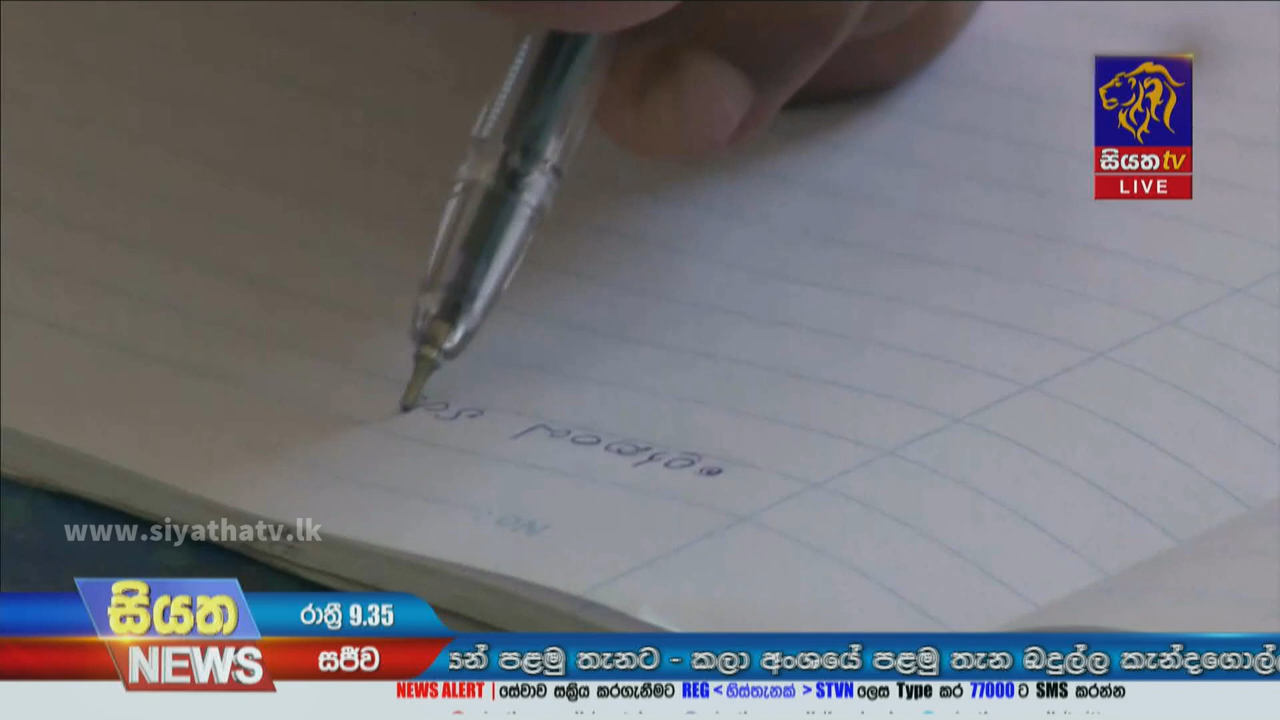 සියත tv
LIVE
www.siyathatv.lk
සියත
NEWS
රාත්‍රී 9.35
සජීව
යන් පළමු තැනට - කලා අංශයේ පළමු තැන බදුල්ල කැන්දගොල්
NEWS ALERT | සේවාව සක්‍රිය කරගැනීමට REG < හිස්තැනක් > STVN ලෙස Type කර 77000 ට SMS කරන්න